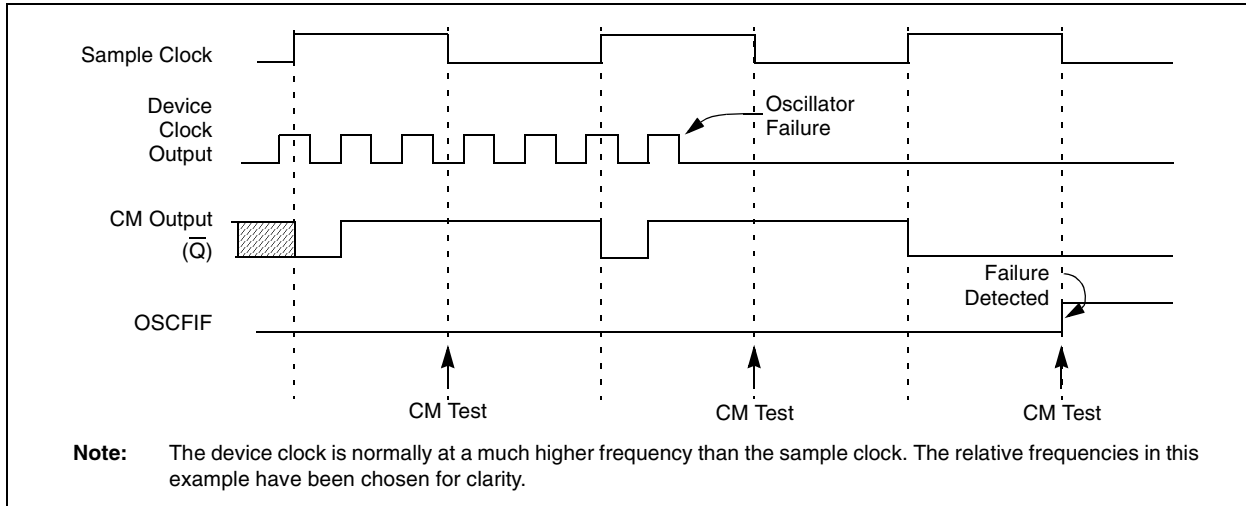 Sample Clock
Device
Clock
Output
Oscillator
Failure
CM Output
(Q̅)
Failure
Detected
OSCFIF
CM Test
CM Test
CM Test
Note: The device clock is normally at a much higher frequency than the sample clock. The relative frequencies in this
example have been chosen for clarity.